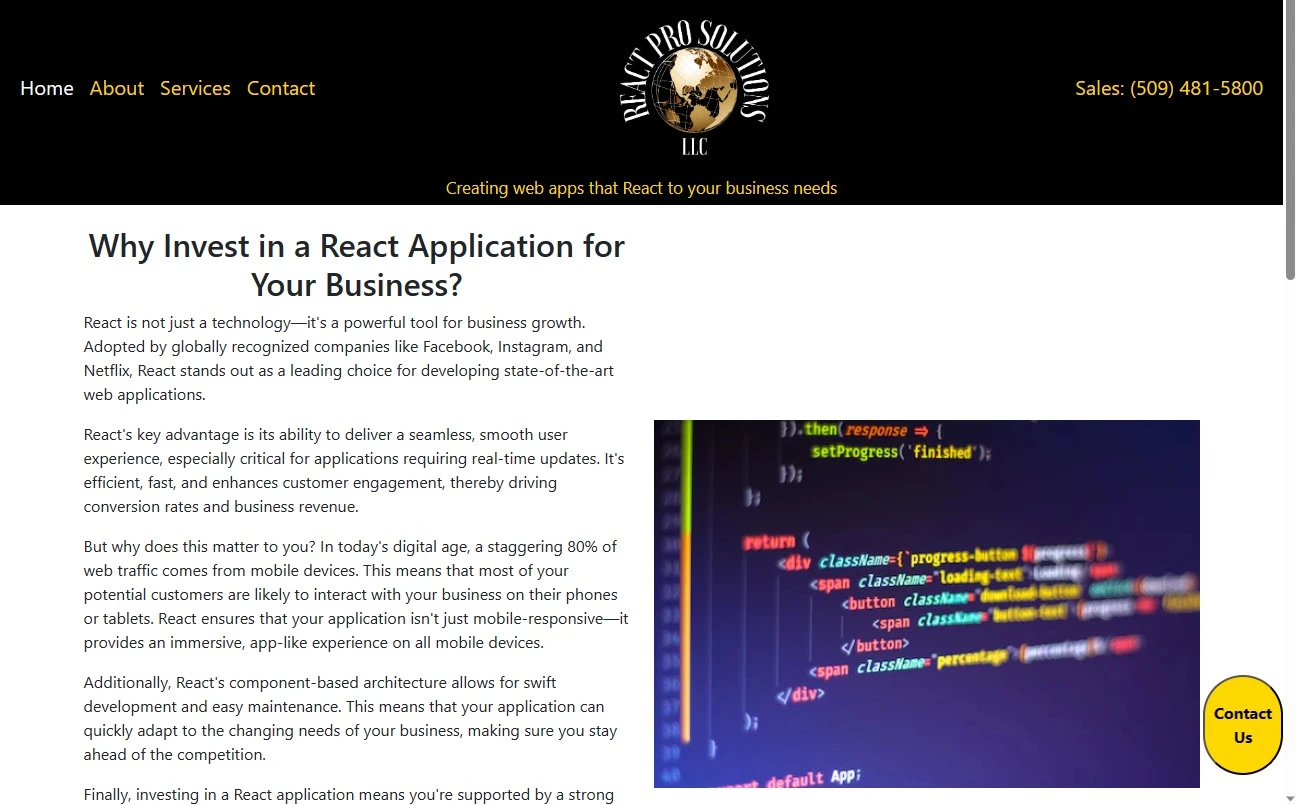 Home About Services Contact
REACT PRO SOLUTIONS
LLC
Sales: (509) 481-5800
Creating web apps that React to your business needs
Why Invest in a React Application for
Your Business?
React is not just a technology—it's a powerful tool for business growth.
Adopted by globally recognized companies like Facebook, Instagram, and
Netflix, React stands out as a leading choice for developing state-of-the-art
web applications.
React's key advantage is its ability to deliver a seamless, smooth user
experience, especially critical for applications requiring real-time updates. It's
efficient, fast, and enhances customer engagement, thereby driving
conversion rates and business revenue.
But why does this matter to you? In today's digital age, a staggering 80% of
web traffic comes from mobile devices. This means that most of your
potential customers are likely to interact with your business on their phones
or tablets. React ensures that your application isn't just mobile-responsive—it
provides an immersive, app-like experience on all mobile devices.
Additionally, React's component-based architecture allows for swift
development and easy maintenance. This means that your application can
quickly adapt to the changing needs of your business, making sure you stay
ahead of the competition.
Finally, investing in a React application means you're supported by a strong
}).then(response => {
setProgress('finished');
});
};
return (
<div className={`progress-button ${progress}`}>
<span className="loading-text">Loading
<button className="download-button"
<span className="button-text">{progress
</button>
<span className="percentage">{percentage}%
</div>
);
}
export default App;
Contact
Us